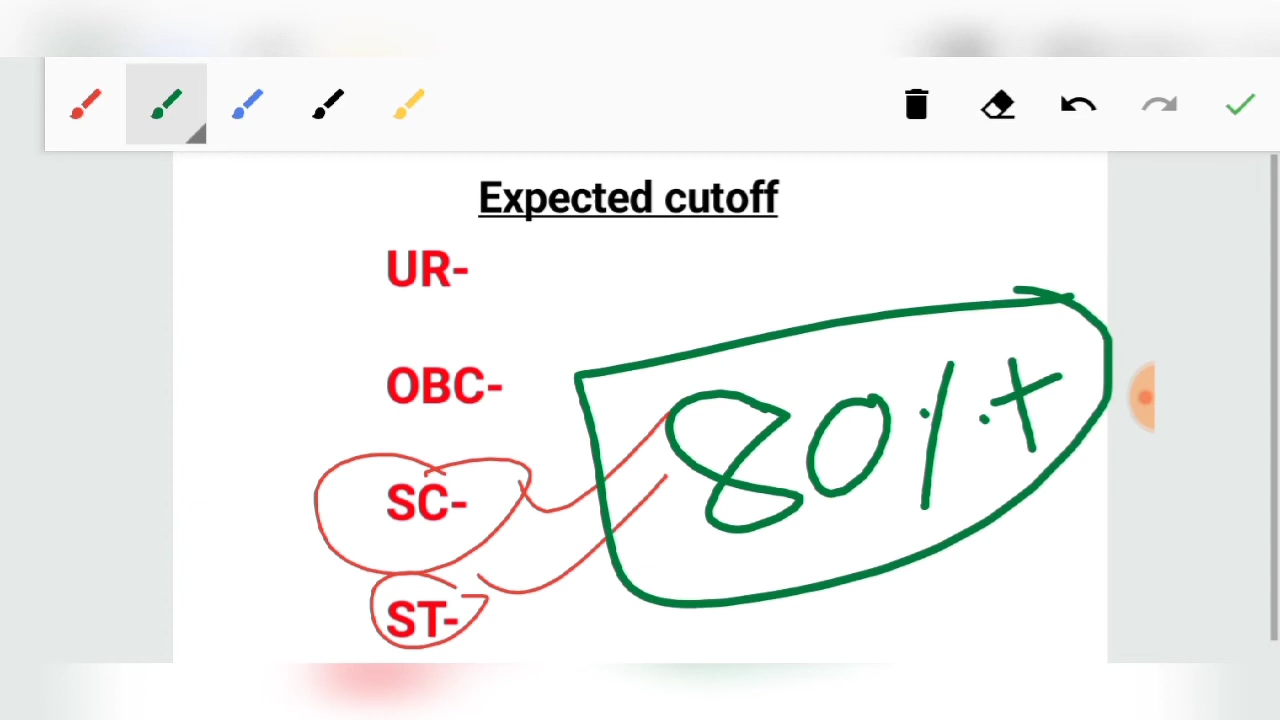 Expected cutoff
UR-
OBC-
80%+
SC-
ST-